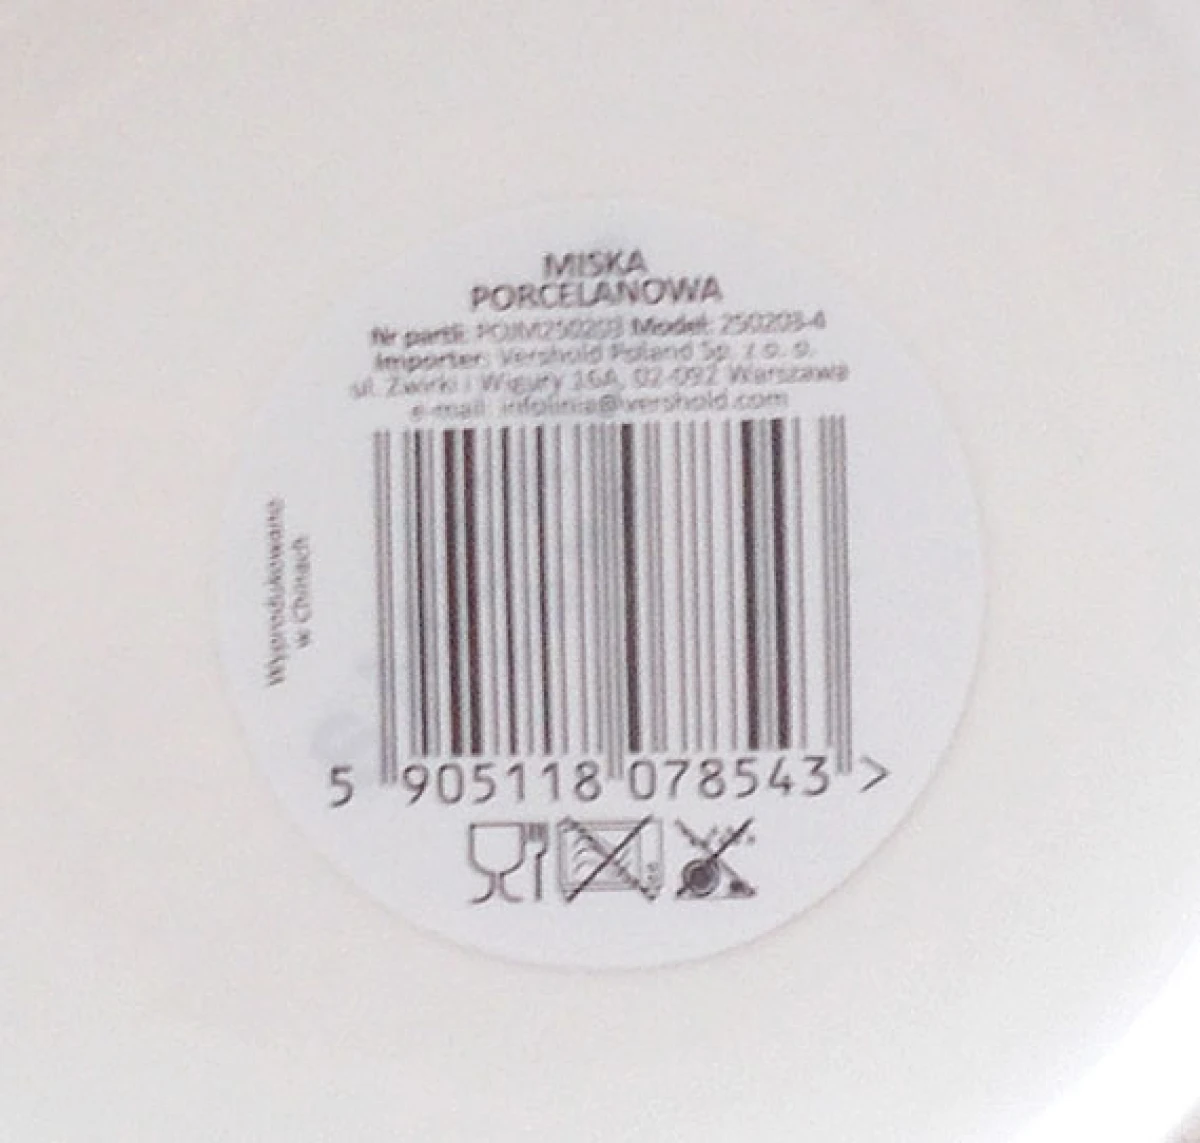 MISKA
PORCELANOWA
Nr partii: POJM250203 Model: 250203-4
Importer: Vershold Poland Sp. z o. o.
ul. Żwirki i Wigury 16A, 02-092 Warszawa
e-mail: infolinia@vershold.com
Wyprodukowano
w Chinach
5 905118 078543 >